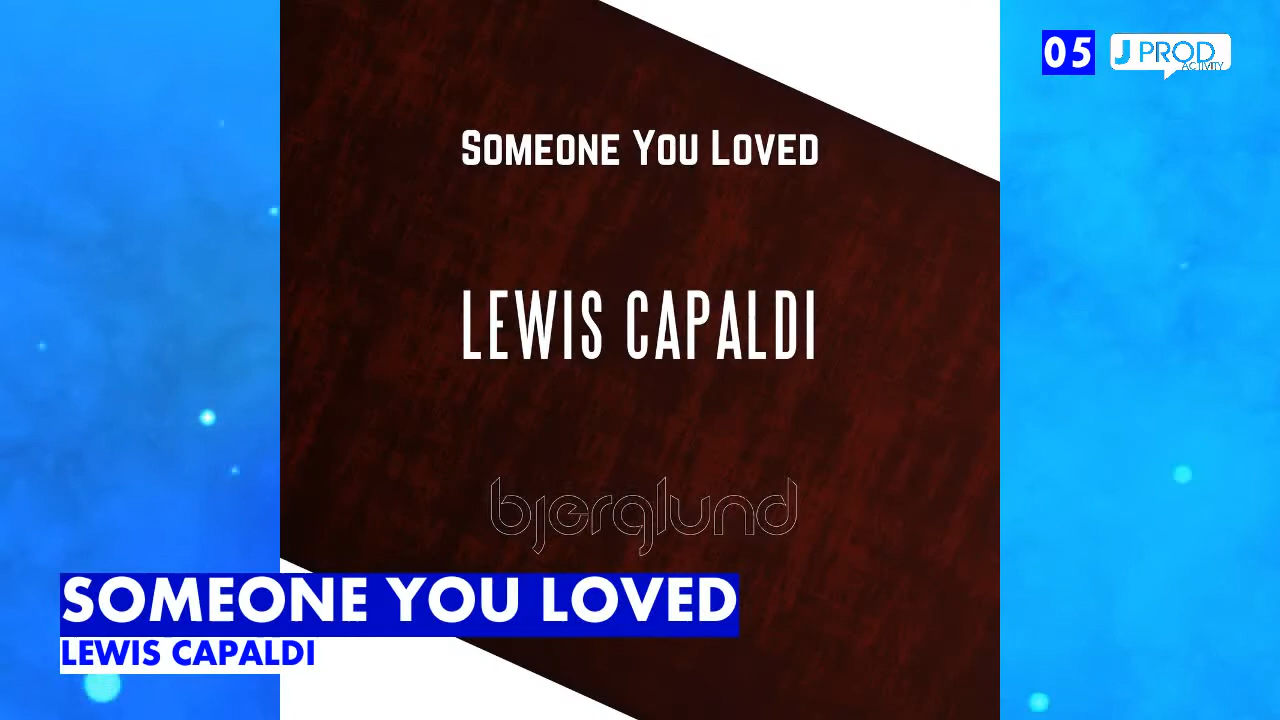 05
J PROD
ACTIVITY
Someone You Loved
LEWIS CAPALDI
bjerglund
SOMEONE YOU LOVED
LEWIS CAPALDI